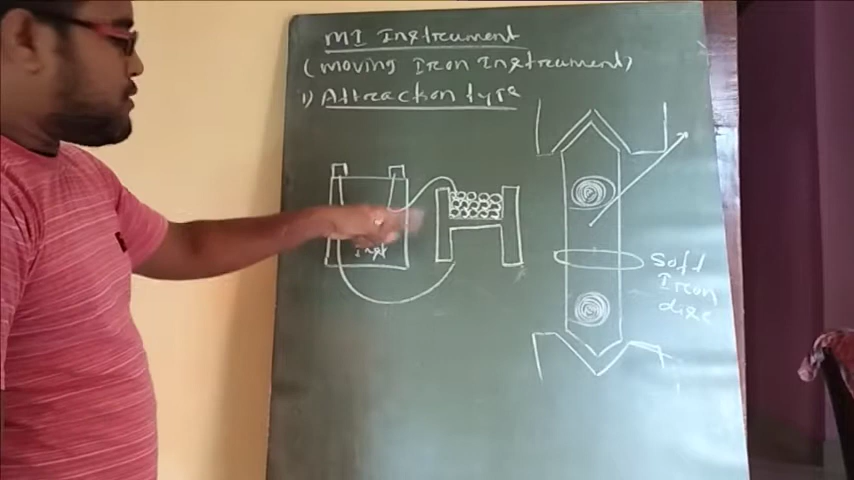 MI Instrument
(Moving Iron Instrument)
1) Attraction type
Soft
Iron
disc